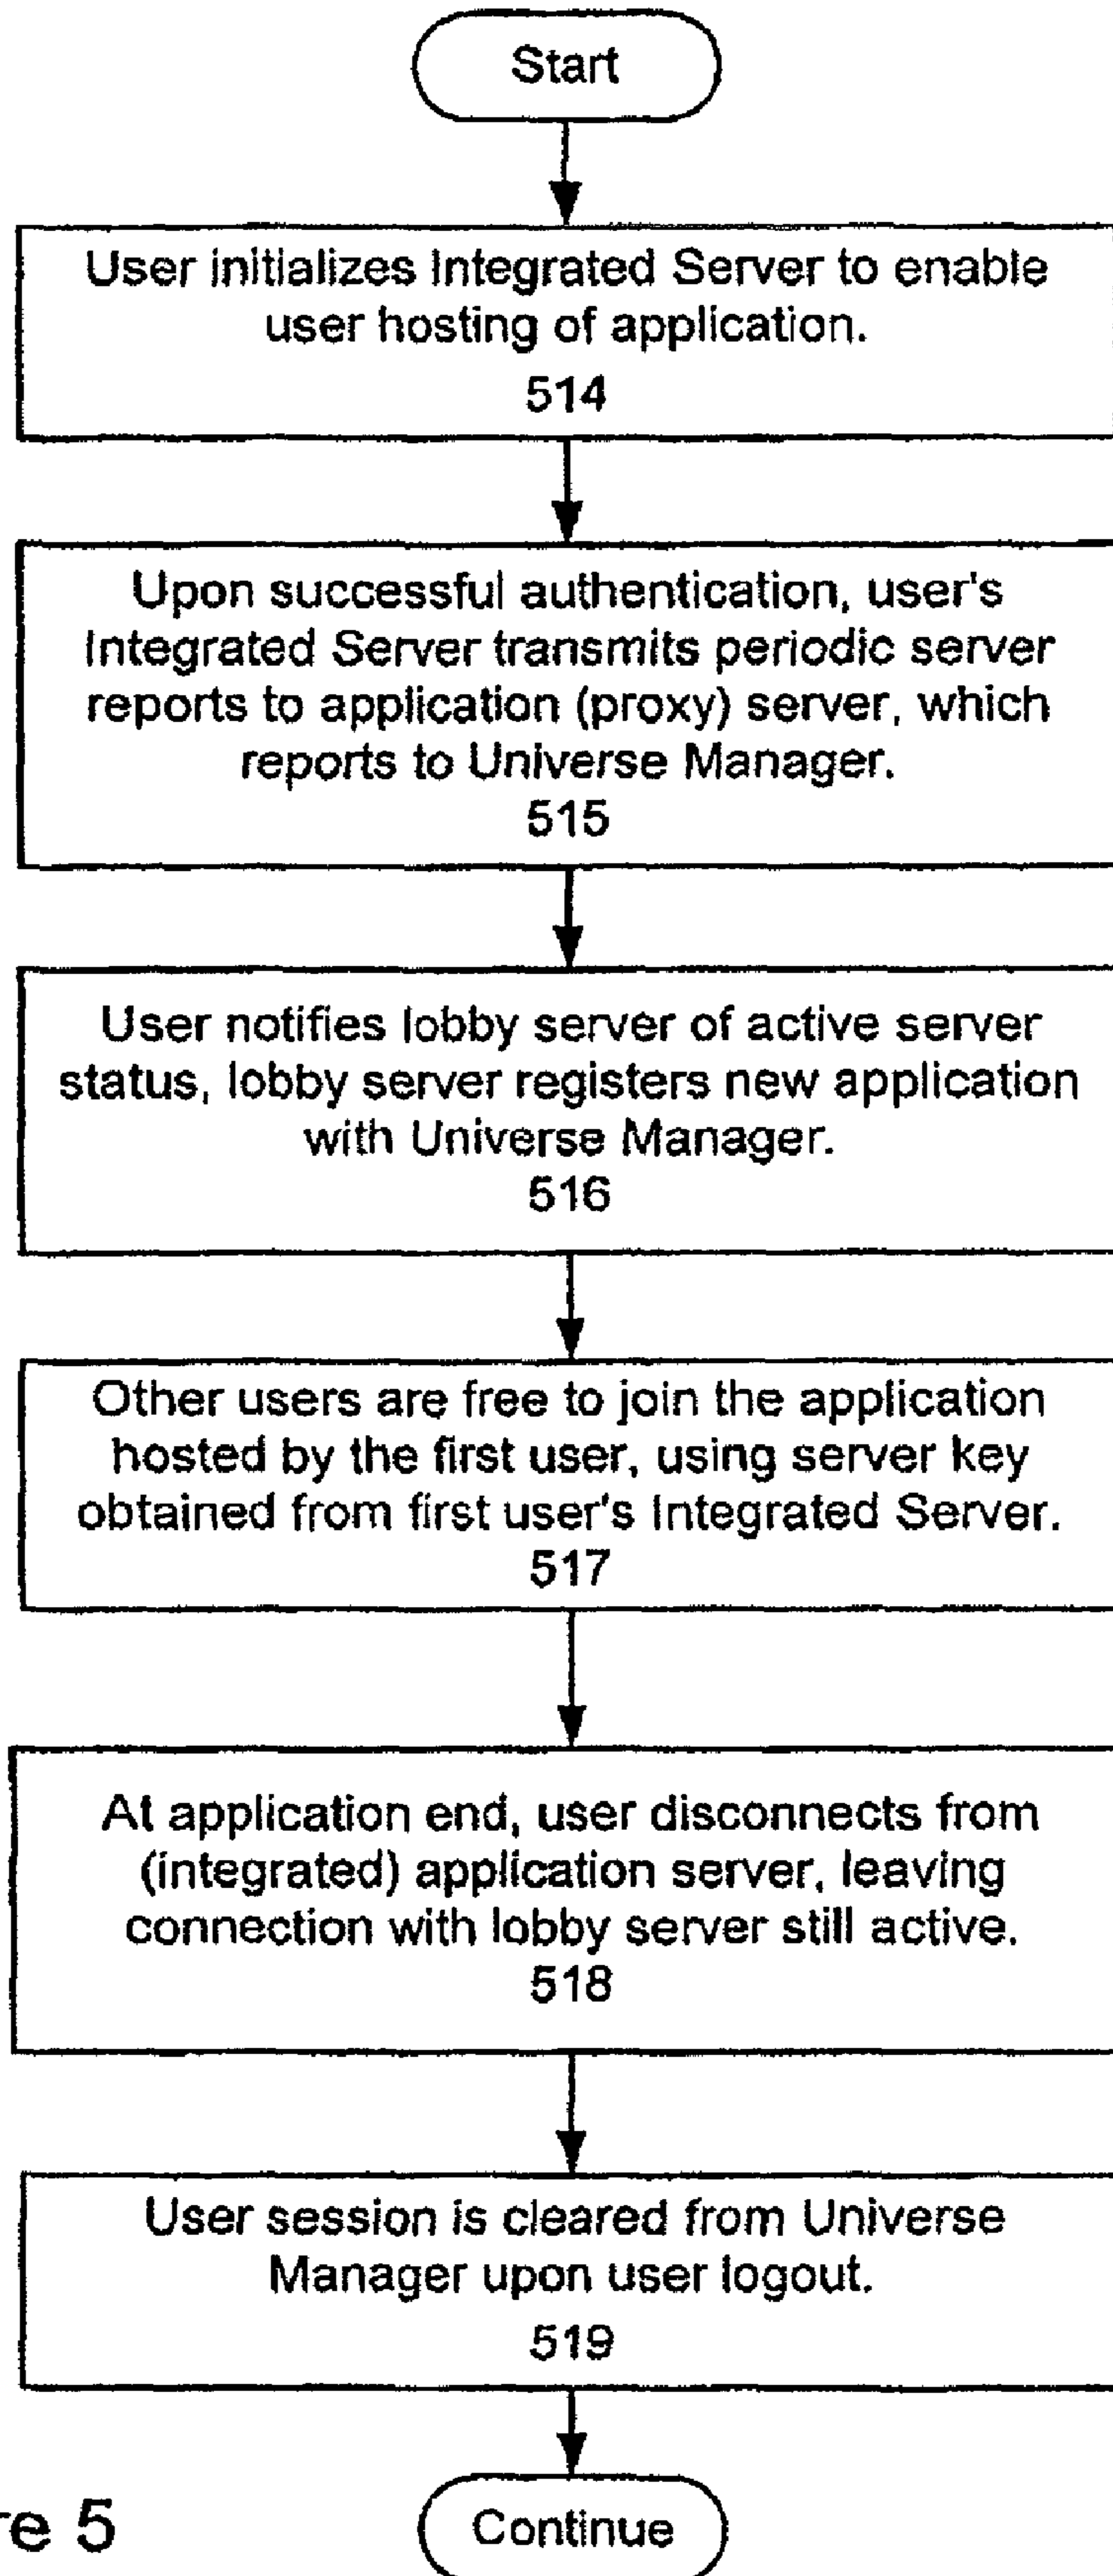 Start
User initializes Integrated Server to enable
user hosting of application.
514
Upon successful authentication, user's
Integrated Server transmits periodic server
reports to application (proxy) server, which
reports to Universe Manager.
515
User notifies lobby server of active server
status, lobby server registers new application
with Universe Manager.
516
Other users are free to join the application
hosted by the first user, using server key
obtained from first user's Integrated Server.
517
At application end, user disconnects from
(integrated) application server, leaving
connection with lobby server still active.
518
User session is cleared from Universe
Manager upon user logout.
519
re 5
Continue